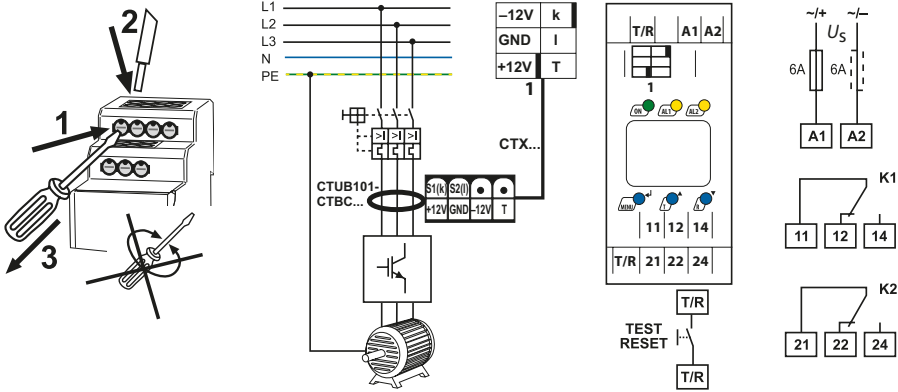 2
1
3
L1
L2
L3
N
PE
>I >I >I
CTUB101-
CTBC...
S1(k) S2(l) ● ●
+12V GND –12V T
–12V k
GND l
+12V T
1
CTX...
T/R A1 A2
1
ON AL1 AL2
MENU T R
11 12 14
T/R 21 22 24
T/R
TEST
RESET
T/R
~/+ ~/–
US
6A 6A
A1 A2
K1
11 12 14
K2
21 22 24